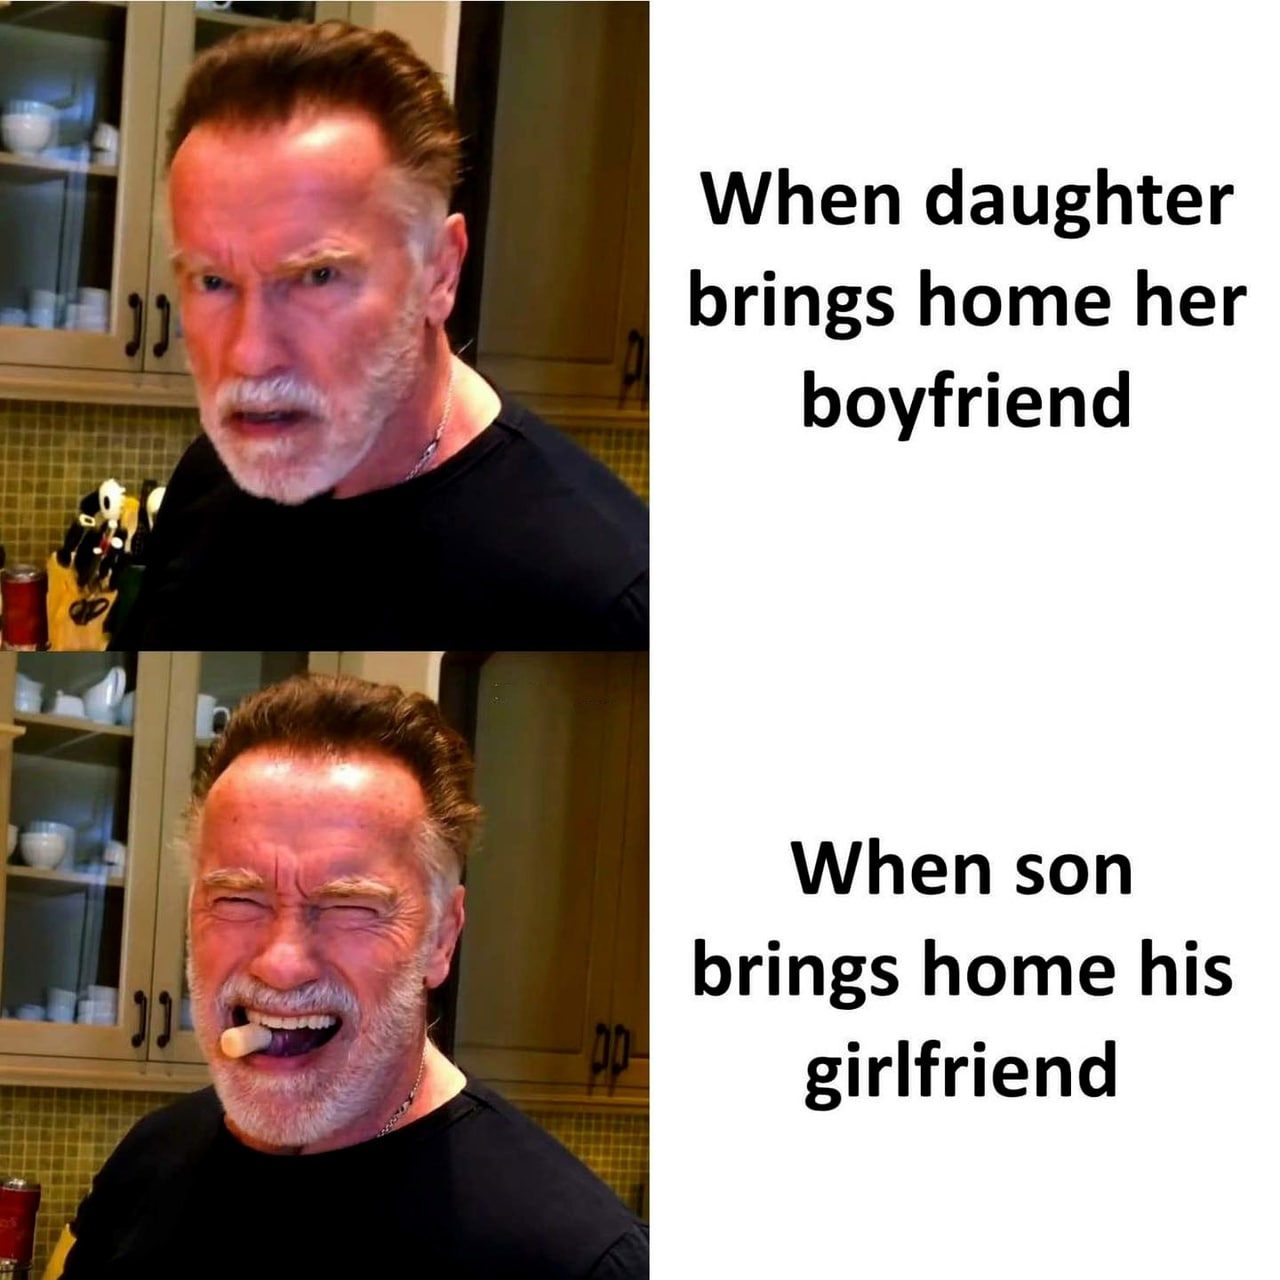 When daughter
brings home her
boyfriend
When son
brings home his
girlfriend